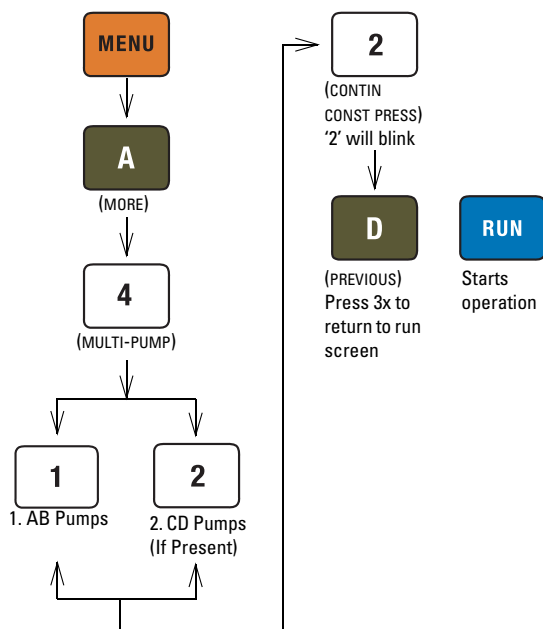 MENU
A
(MORE)
4
(MULTI-PUMP)
1
1. AB Pumps
2
2. CD Pumps
(If Present)
2
(CONTIN
CONST PRESS)
‘2’ will blink
D
(PREVIOUS)
Press 3x to
return to run
screen
RUN
Starts
operation